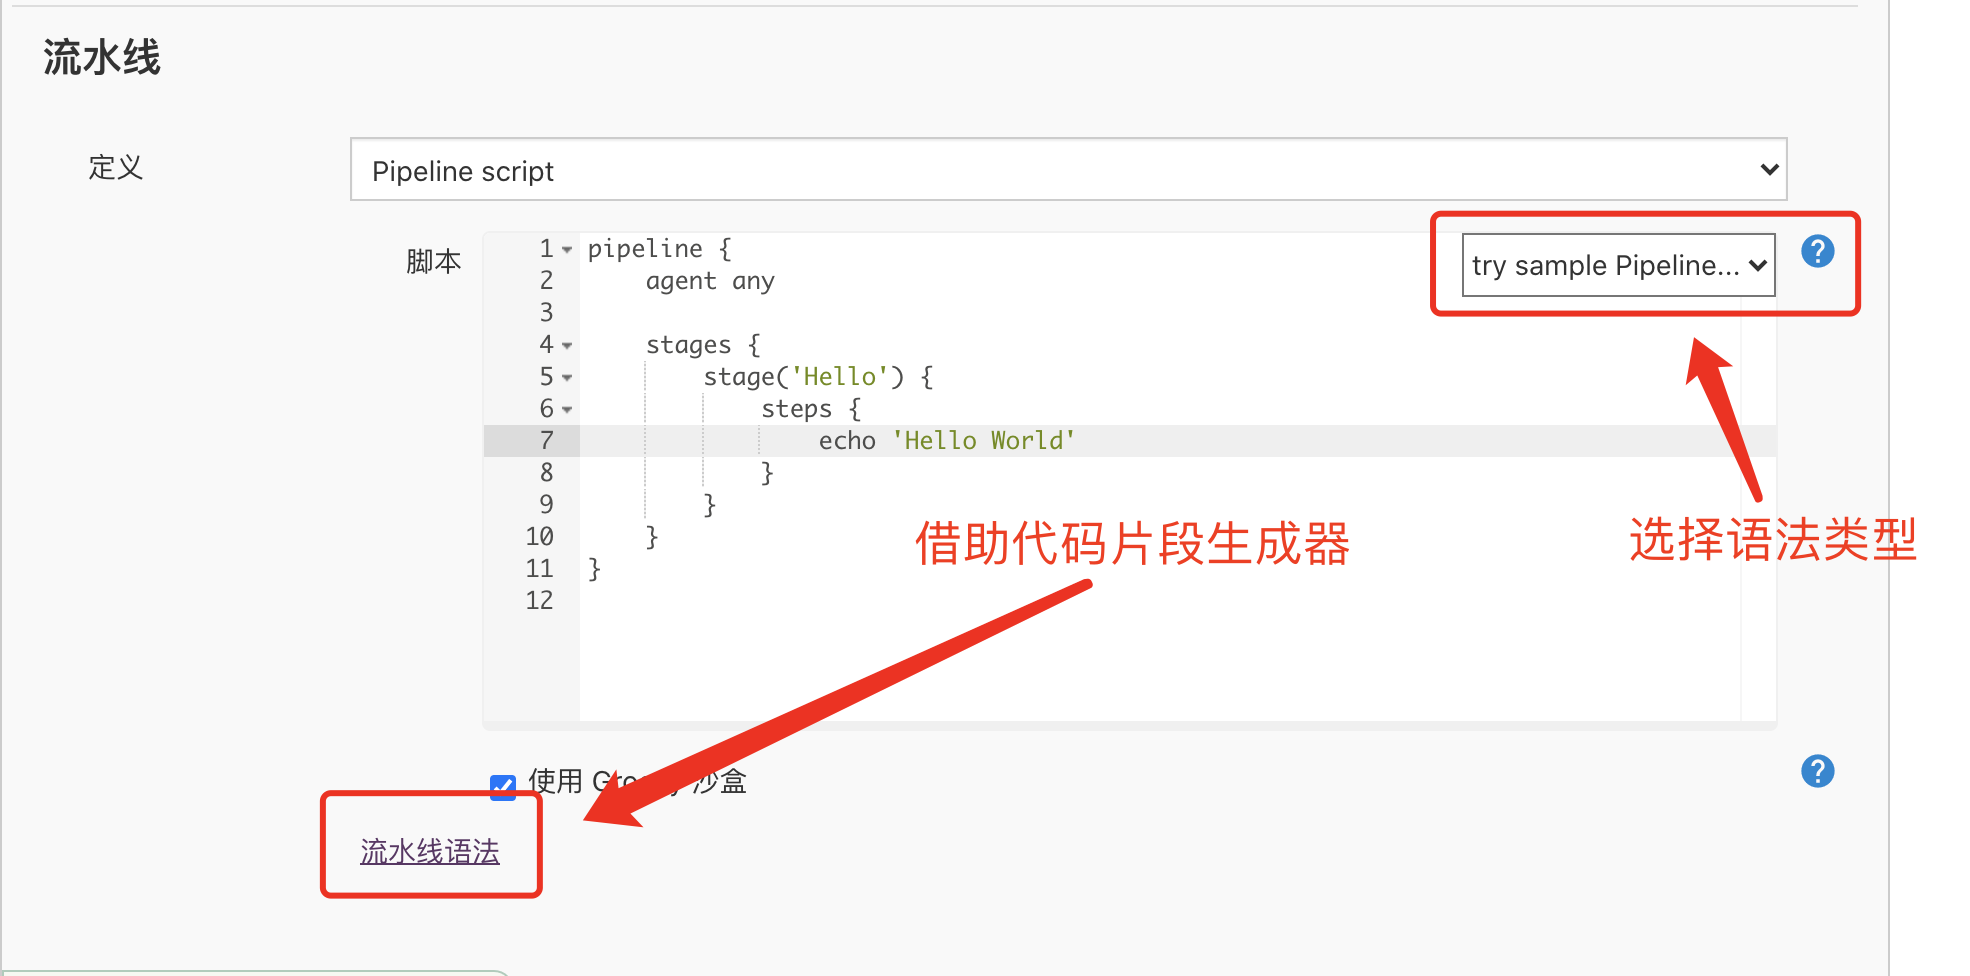 流水线
定义
Pipeline script
脚本
try sample Pipeline...
?
1 pipeline {
2     agent any
3
4     stages {
5         stage('Hello') {
6             steps {
7                 echo 'Hello World'
8             }
9         }
10     }
11 }
12
借助代码片段生成器
选择语法类型
使用 沙盒
?
流水线语法